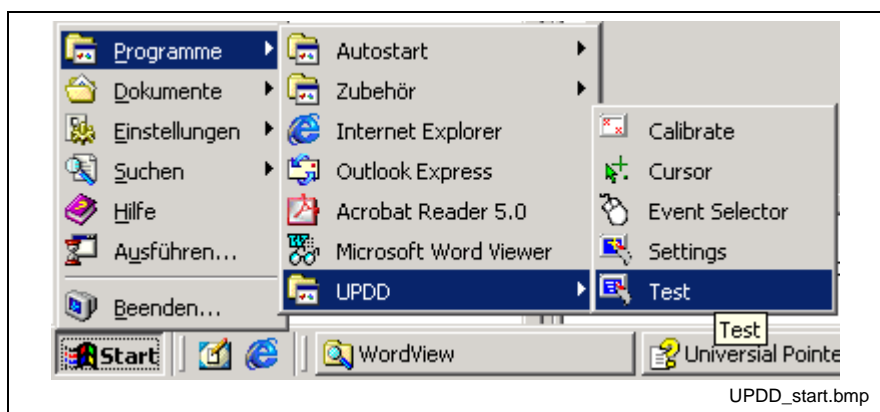 Programme
Dokumente
Einstellungen
Suchen
Hilfe
Ausführen...
Beenden...
Autostart
Zubehör
Internet Explorer
Outlook Express
Acrobat Reader 5.0
Microsoft Word Viewer
UPDD
Calibrate
Cursor
Event Selector
Settings
Test
Test
Start
WordView
Universial Pointe
UPDD_start.bmp